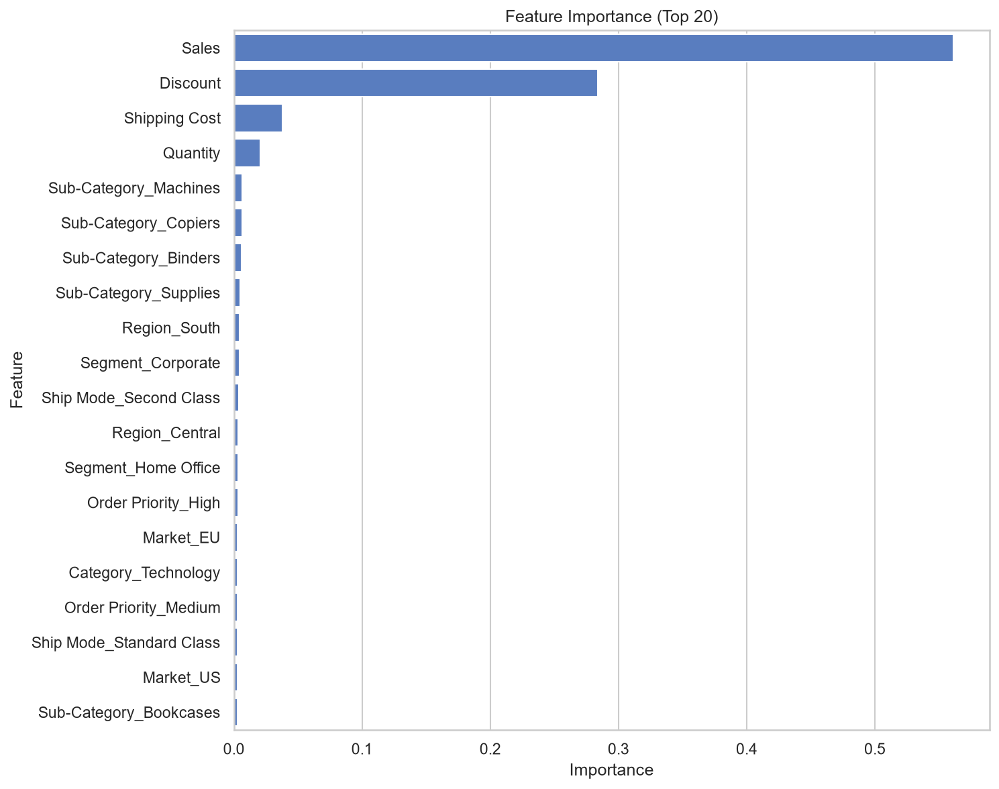 Feature Importance (Top 20)
Sales
Discount
Shipping Cost
Quantity
Sub-Category_Machines
Sub-Category_Copiers
Sub-Category_Binders
Sub-Category_Supplies
Region_South
Segment_Corporate
Ship Mode_Second Class
Region_Central
Segment_Home Office
Order Priority_High
Market_EU
Category_Technology
Order Priority_Medium
Ship Mode_Standard Class
Market_US
Sub-Category_Bookcases
Feature
0.0 0.1 0.2 0.3 0.4 0.5
Importance